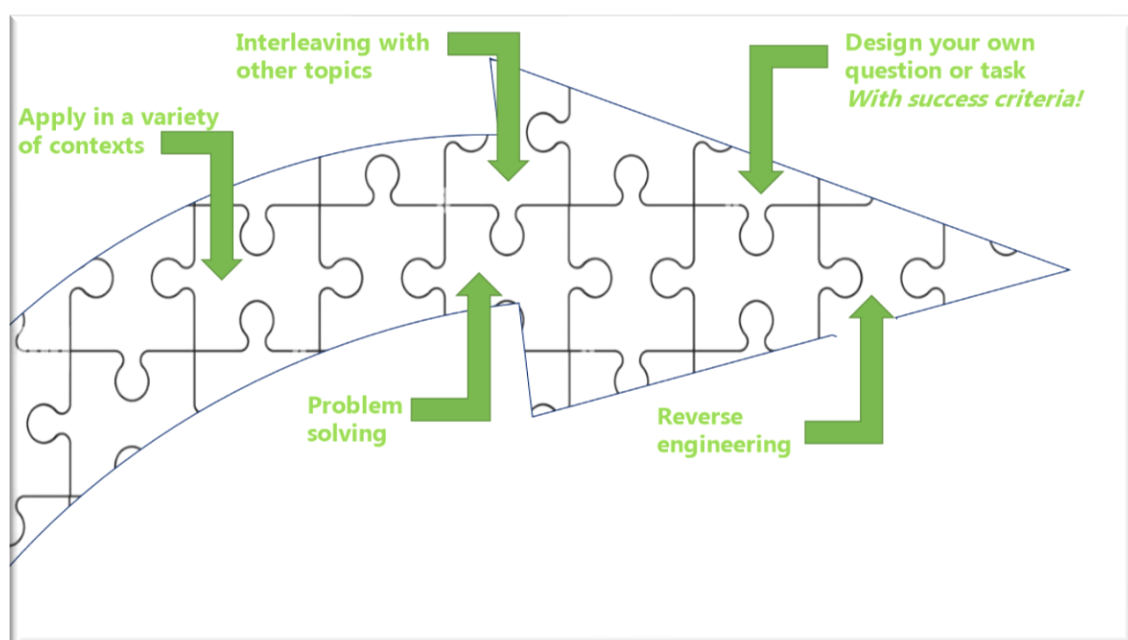 Interleaving with
other topics
Design your own
question or task
With success criteria!
Apply in a variety
of contexts
Problem
solving
Reverse
engineering